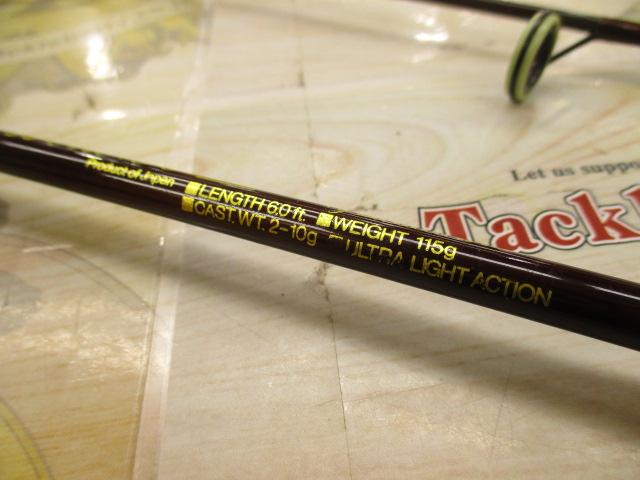 Product of Japan
■LENGTH 6.0 ft. ■WEIGHT 115g
■CAST. WT. 2-10g ■ULTRA LIGHT ACTION
Let us suppo
Tackl